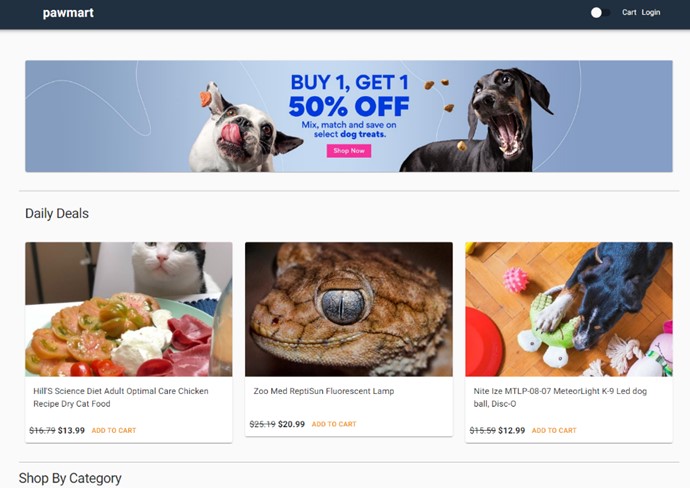 pawmart
Cart Login
BUY 1, GET 1
50% OFF
Mix, match and save on
select dog treats.
Shop Now
Daily Deals
Hill'S Science Diet Adult Optimal Care Chicken
Recipe Dry Cat Food
$16.79 $13.99 ADD TO CART
Zoo Med ReptiSun Fluorescent Lamp
$25.19 $20.99 ADD TO CART
Nite Ize MTLP-08-07 MeteorLight K-9 Led dog
ball, Disc-O
$15.59 $12.99 ADD TO CART
Shop By Category